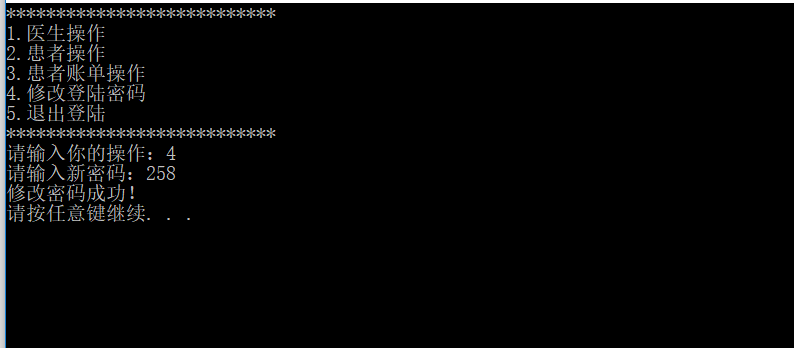 ***************************
1.医生操作
2.患者操作
3.患者账单操作
4.修改登陆密码
5.退出登陆
***************************
请输入你的操作：4
请输入新密码：258
修改密码成功！
请按任意键继续. . .